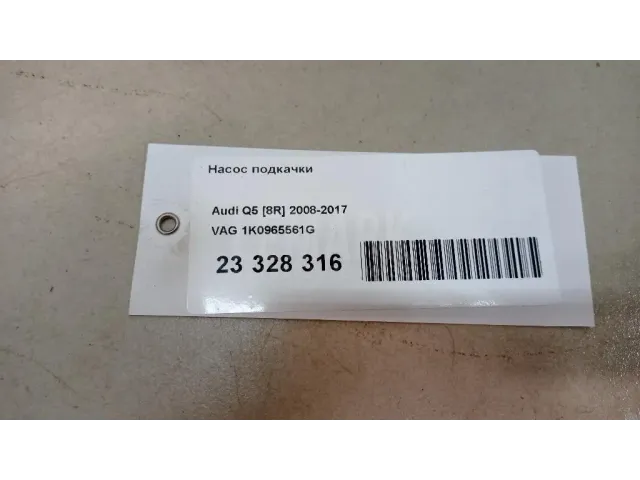 Насос подкачки
Audi Q5 [8R] 2008-2017
VAG 1K0965561G
23 328 316